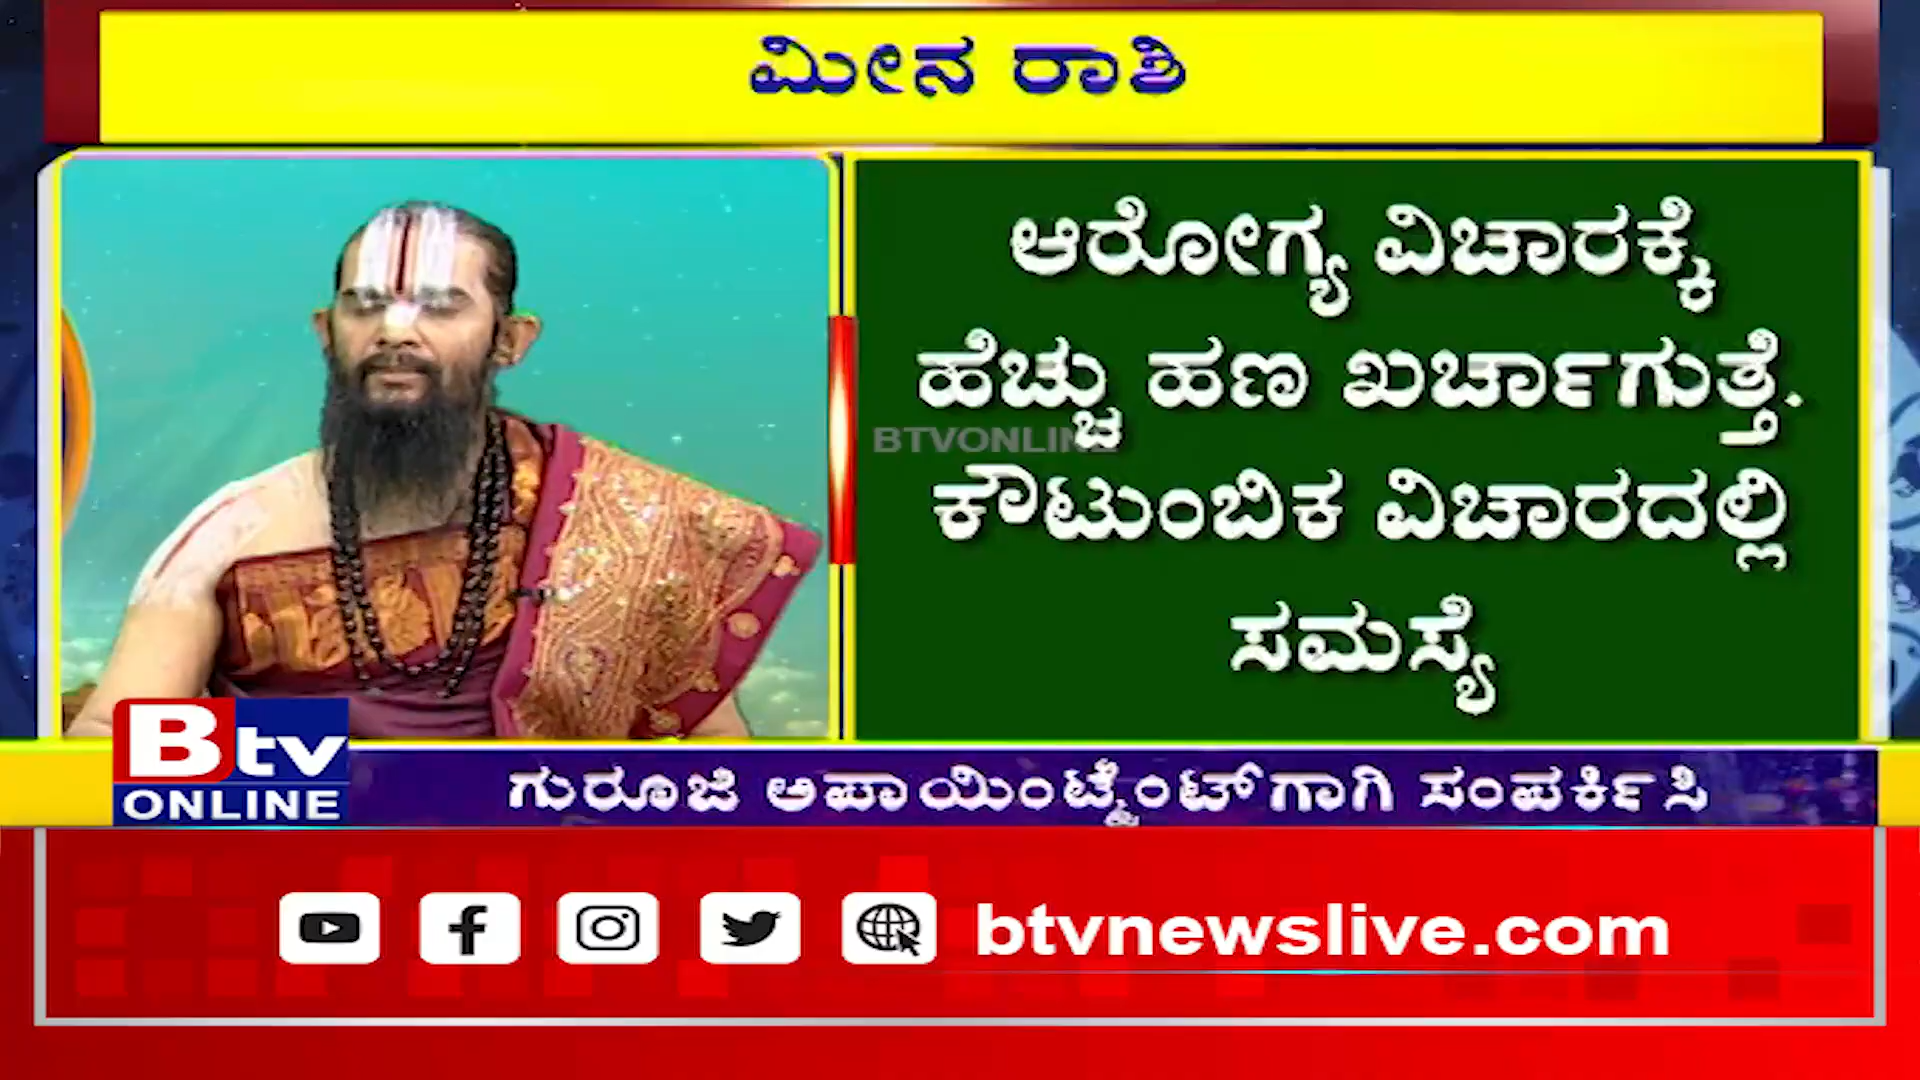 ಮೀನ ರಾಶಿ
ಆರೋಗ್ಯ ವಿಚಾರಕ್ಕೆ
ಹೆಚ್ಚು ಹಣ ಖರ್ಚಾಗುತ್ತೆ.
BTVONLINE
ಕೌಟುಂಬಿಕ ವಿಚಾರದಲ್ಲಿ
ಸಮಸ್ಯೆ
Btv
ONLINE
ಗುರೂಜಿ ಅಪಾಯಿಂಟ್ಮೆಂಟ್‌ಗಾಗಿ ಸಂಪರ್ಕಿಸಿ
btvnewslive.com